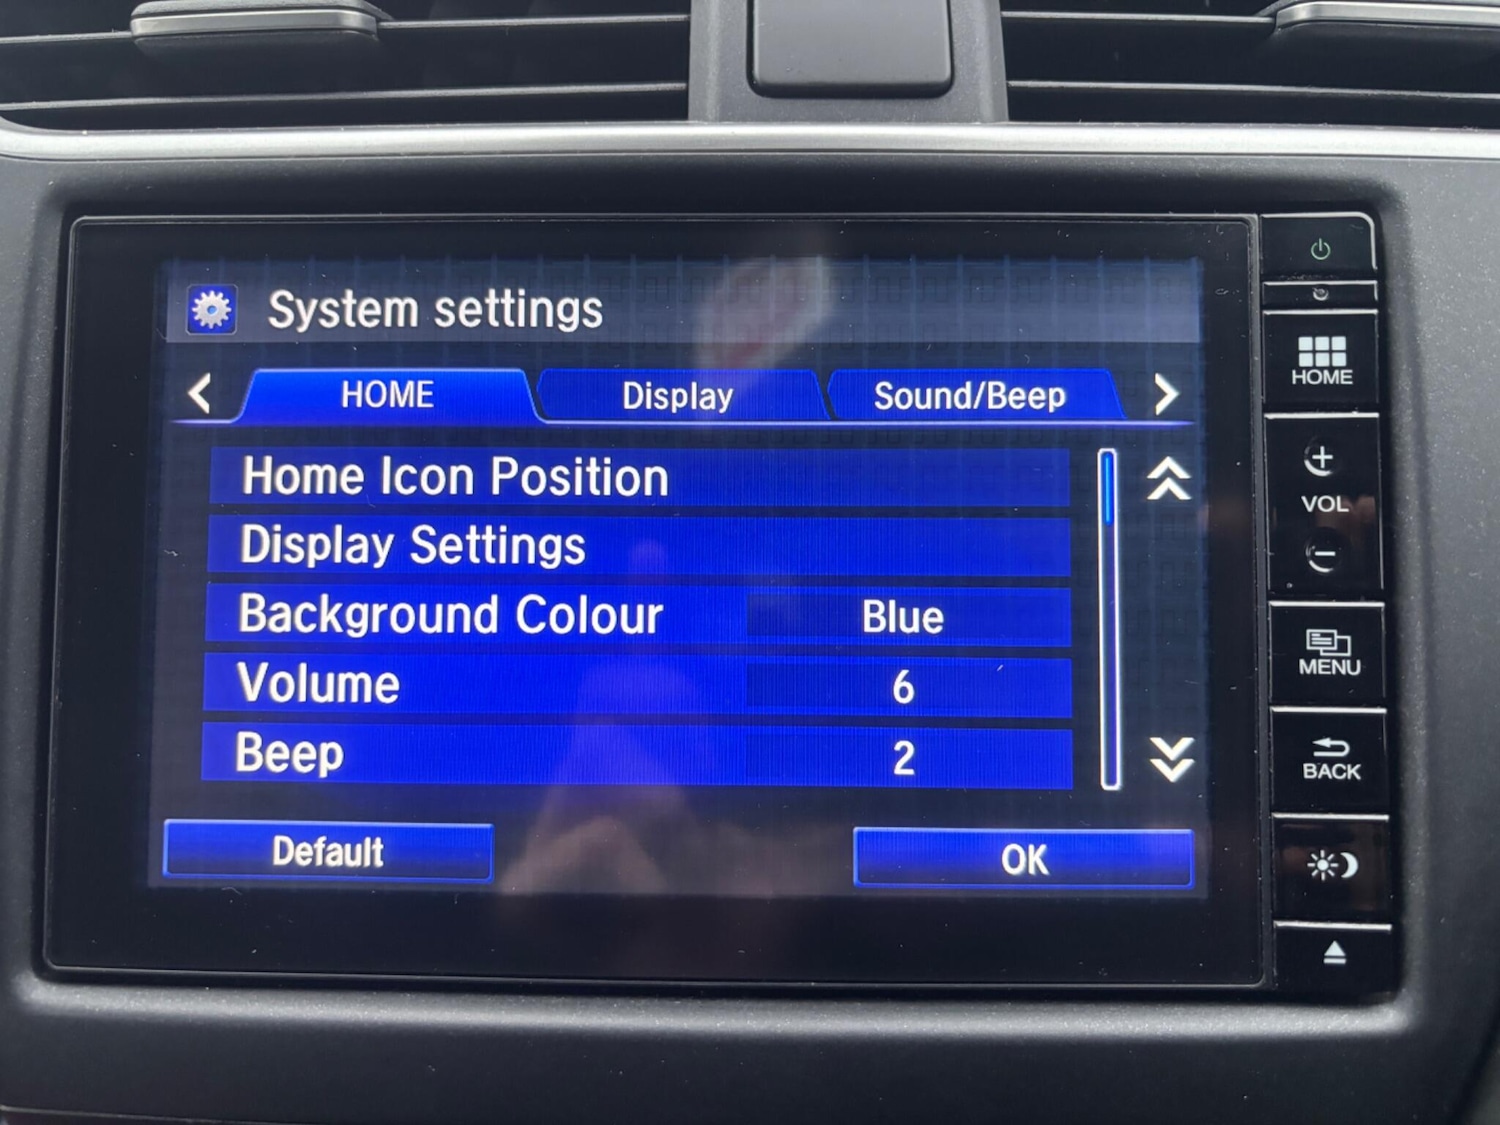 System settings
HOME
Display
Sound/Beep
Home Icon Position
Display Settings
Background Colour Blue
Volume 6
Beep 2
Default
OK
HOME
+
VOL
−
MENU
BACK